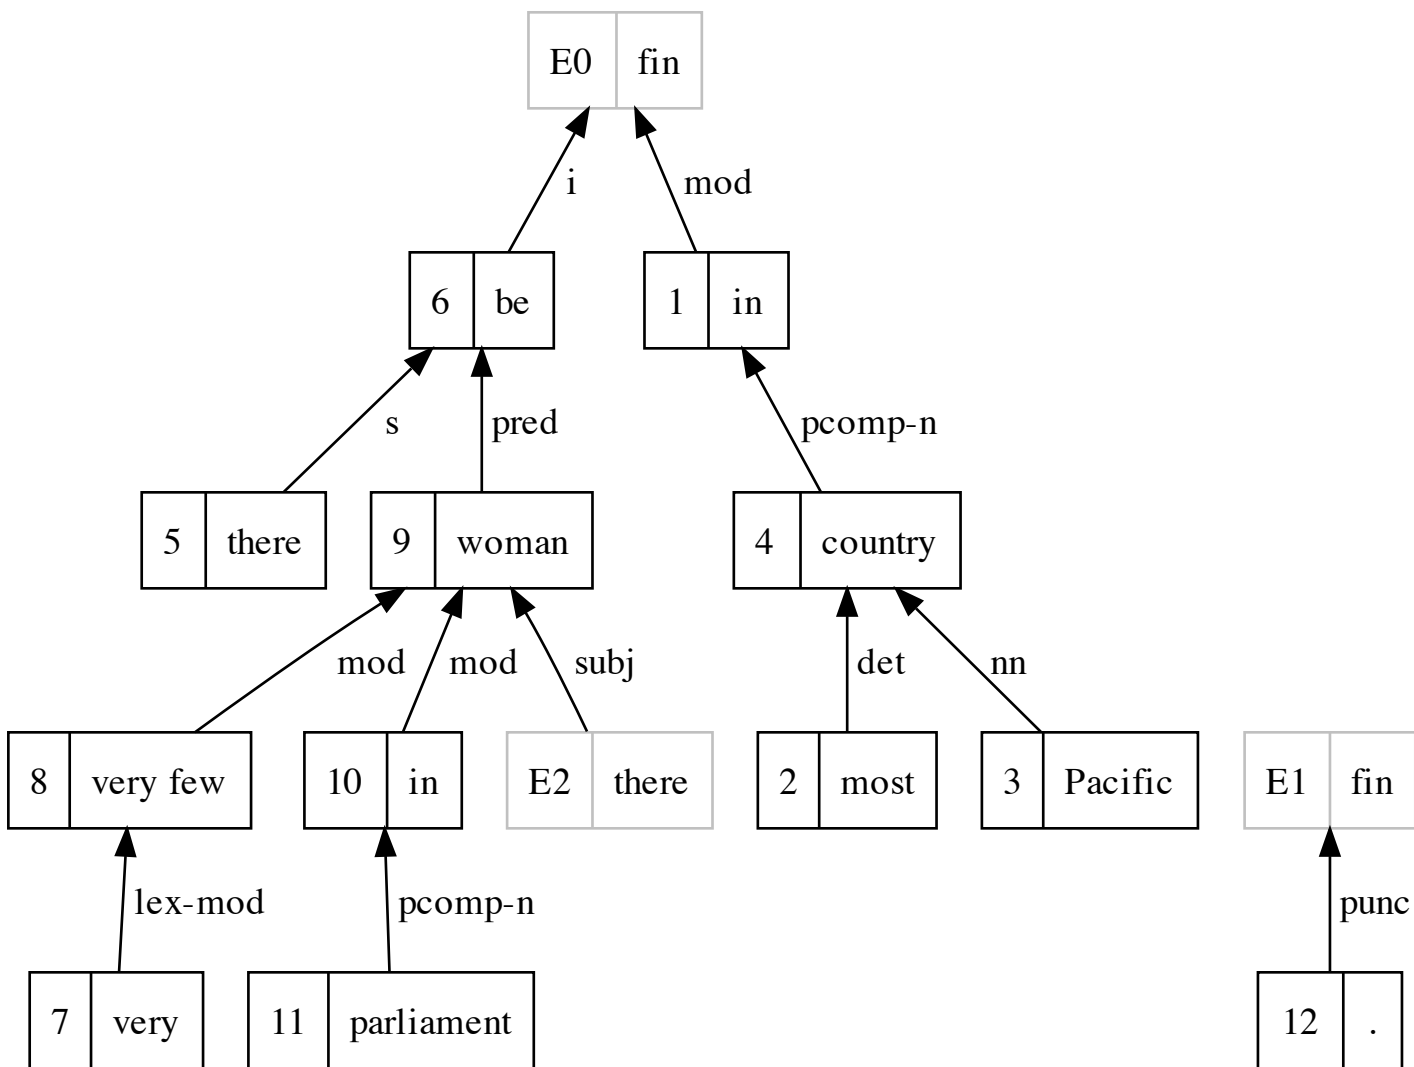 E0 fin
i mod
6 be 1 in
s pred pcomp-n
5 there 9 woman 4 country
mod mod subj det nn
8 very few 10 in E2 there 2 most 3 Pacific E1 fin
lex-mod pcomp-n punc
7 very 11 parliament 12 .